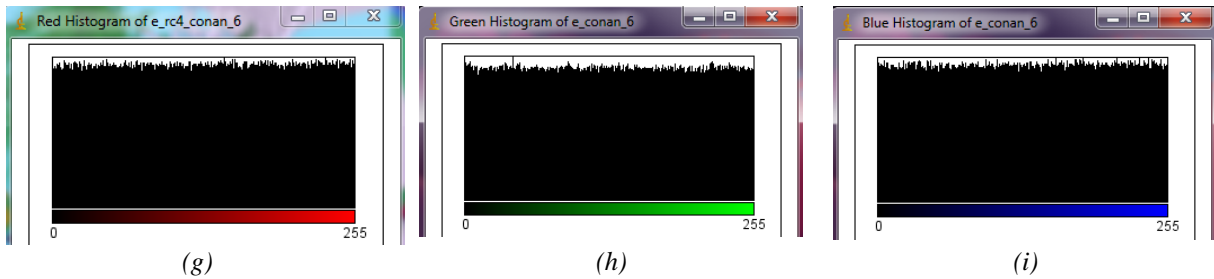 Red Histogram of e_rc4_conan_6
Green Histogram of e_conan_6
Blue Histogram of e_conan_6
0 255
0 255
0 255
(g)
(h)
(i)